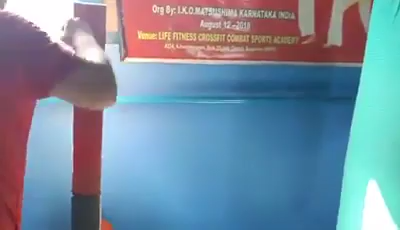 Org By: I.K.O.MATSUSHIMA KARNATAKA INDIA
August, 12 -2018
Venue: LIFE FITNESS CROSSFIT COMBAT SPORTS ACADEMY